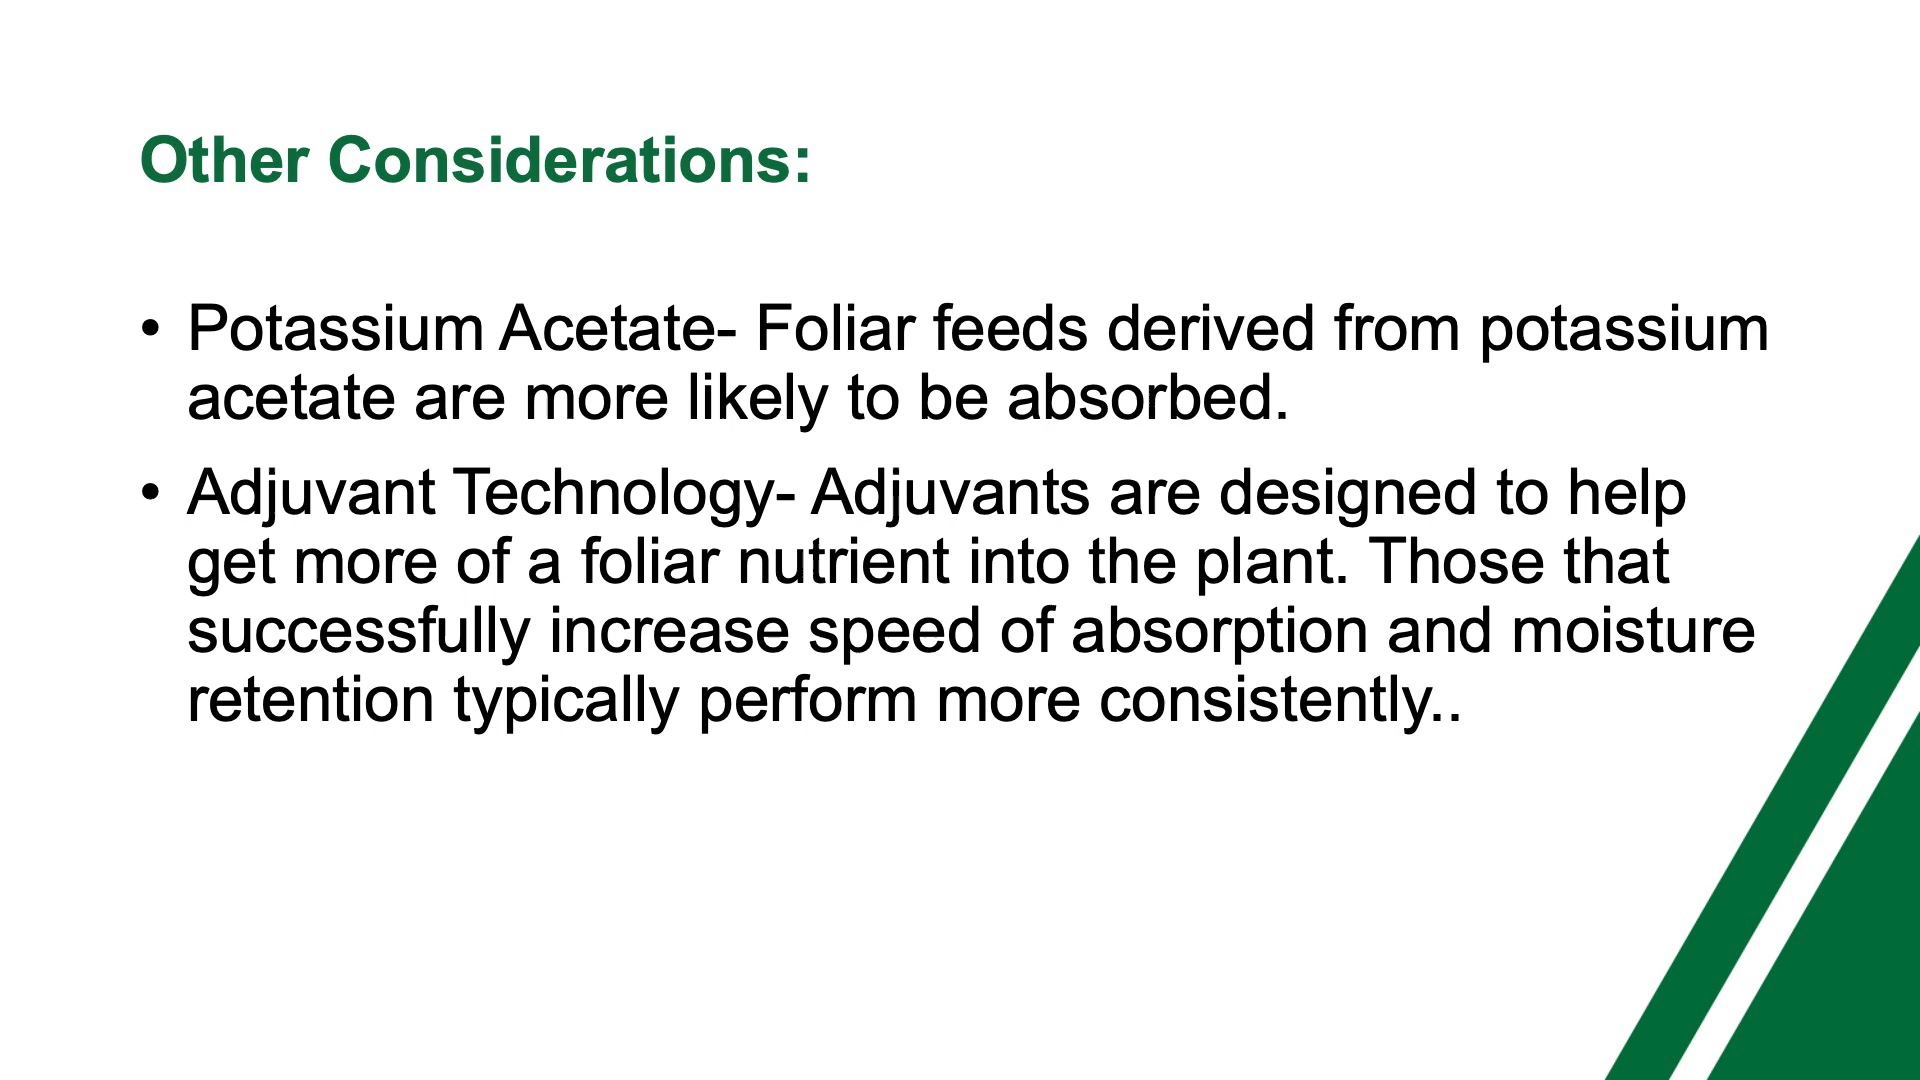 Other Considerations:
• Potassium Acetate- Foliar feeds derived from potassium
acetate are more likely to be absorbed.
• Adjuvant Technology- Adjuvants are designed to help
get more of a foliar nutrient into the plant. Those that
successfully increase speed of absorption and moisture
retention typically perform more consistently..